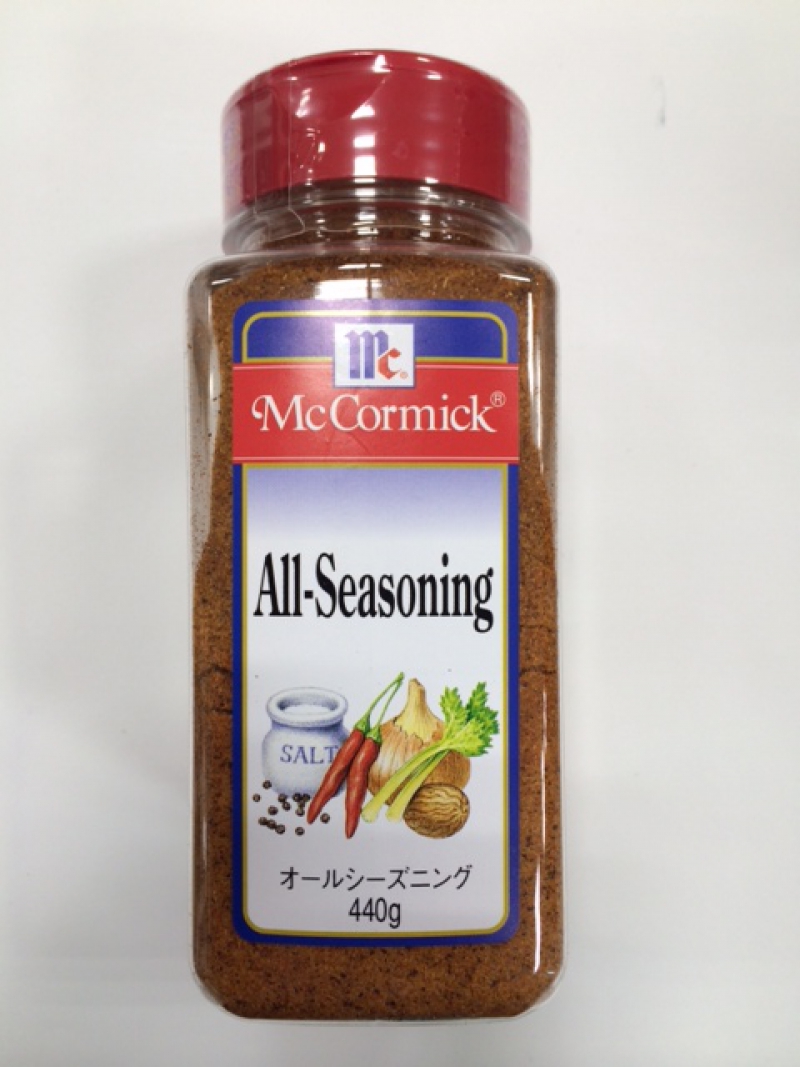 Mc®
McCormick®
All-Seasoning
SALT
オールシーズニング
440g